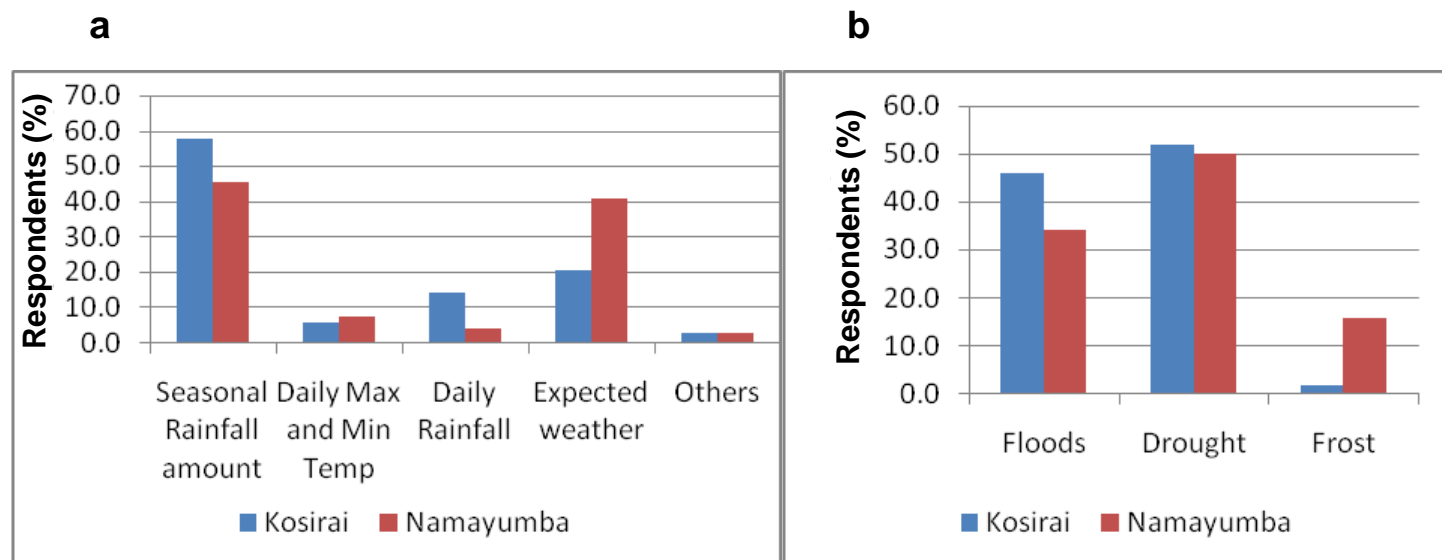 a
Respondents (%)
70.0
60.0
50.0
40.0
30.0
20.0
10.0
0.0
Seasonal Rainfall amount
Daily Max and Min Temp
Daily Rainfall
Expected weather
Others
Kosirai
Namayumba
b
Respondents (%)
60.0
50.0
40.0
30.0
20.0
10.0
0.0
Floods
Drought
Frost
Kosirai
Namayumba